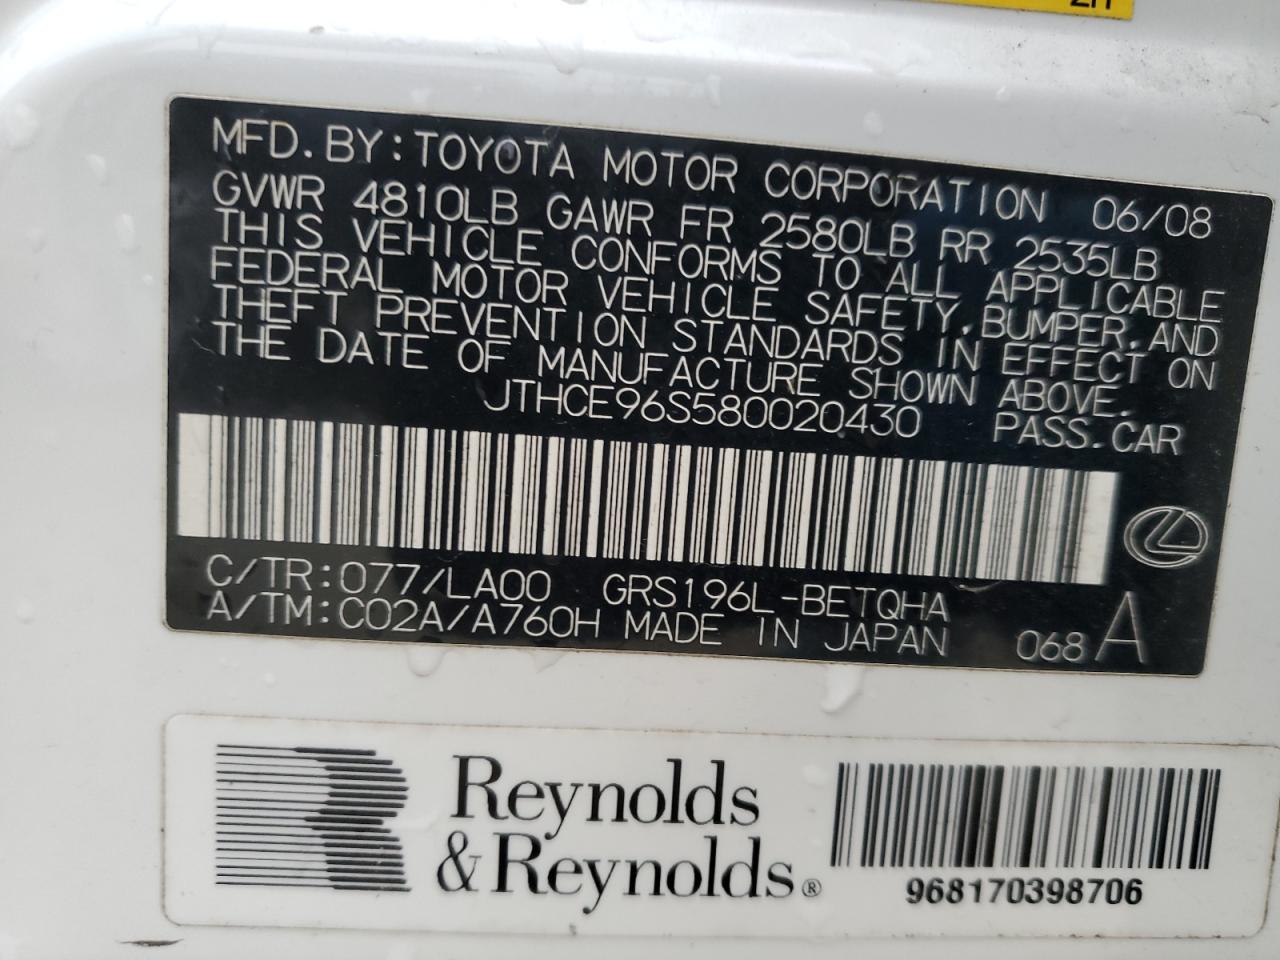 MFD. BY: TOYOTA MOTOR CORPORATION 06/08
GVWR 4810LB GAWR FR 2580LB RR 2535LB
THIS VEHICLE CONFORMS TO ALL APPLICABLE
FEDERAL MOTOR VEHICLE SAFETY, BUMPER, AND
THEFT PREVENTION STANDARDS IN EFFECT ON
THE DATE OF MANUFACTURE SHOWN ABOVE.
JTHCE96S580020430 PASS. CAR
C/TR: 077/LA00 GRS196L-BETQHA
A/TM: C02A/A760H MADE IN JAPAN 068 A
Reynolds
& Reynolds®
968170398706